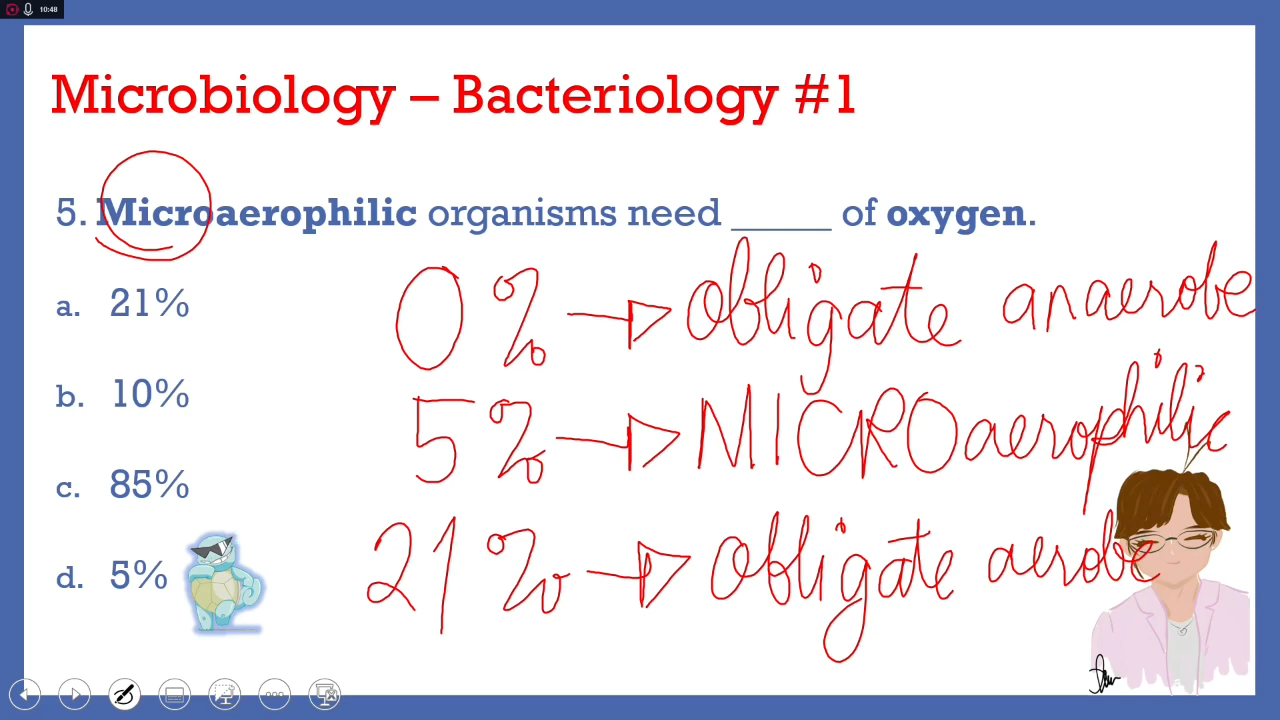 10:48
Microbiology – Bacteriology #1
5. Microaerophilic organisms need _____ of oxygen.
a. 21%
b. 10%
c. 85%
d. 5%
0% → obligate anaerobe
5% → MICROaerophilic
21% → obligate aerobe